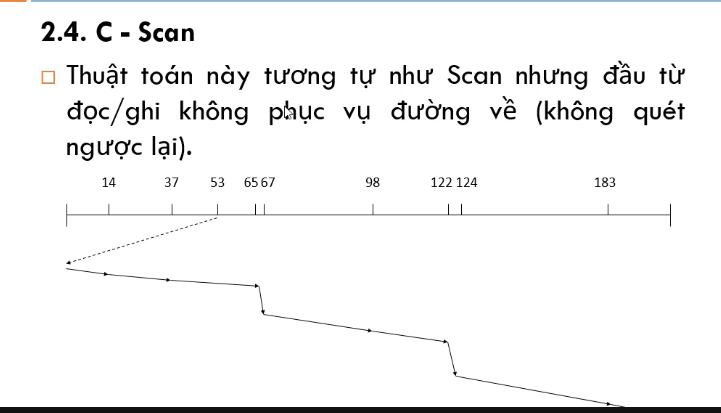 2.4. C - Scan
Thuật toán này tương tự như Scan nhưng đầu từ
đọc/ghi không phục vụ đường về (không quét
ngược lại).
14 37 53 65 67 98 122 124 183